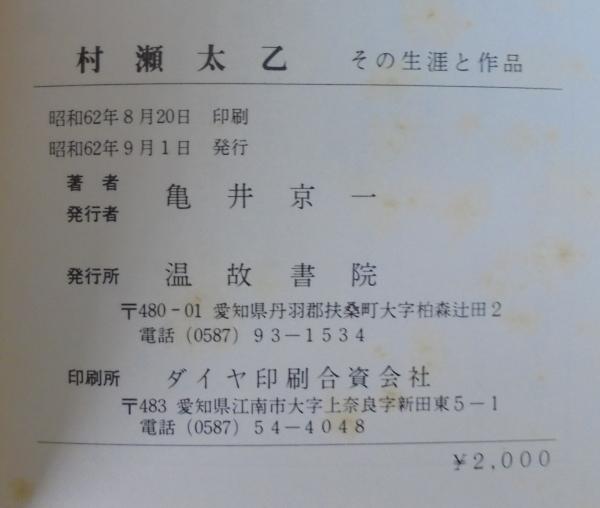 村瀬太乙 その生涯と作品
昭和62年8月20日 印刷
昭和62年9月1日 発行
著者
発行者 亀井京一
発行所 温故書院
〒480-01 愛知県丹羽郡扶桑町大字柏森辻田2
電話 (0587) 93-1534
印刷所 ダイヤ印刷合資会社
〒483 愛知県江南市大字上奈良字新田東5-1
電話 (0587) 54-4048
¥2,000